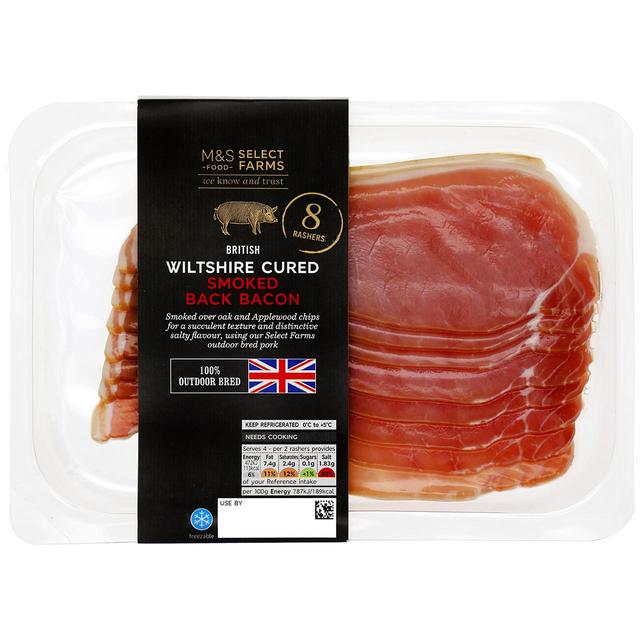 M&S SELECT
-FOOD- FARMS
we know and trust
8
RASHERS
BRITISH
WILTSHIRE CURED
SMOKED
BACK BACON
Smoked over oak and Applewood chips
for a succulent texture and distinctive
salty flavour, using our Select Farms
outdoor bred pork
100%
OUTDOOR BRED
KEEP REFRIGERATED 0°C to +5°C
NEEDS COOKING
Serves 4 - per 2 rashers provides
Energy Fat Saturates Sugars Salt
472kJ 7.4g 2.4g 0.1g 1.83g
113kcal
6% 11% 12% <1% 30%
of your Reference intake
per 100g Energy 787kJ/189kcal
USE BY
freezable